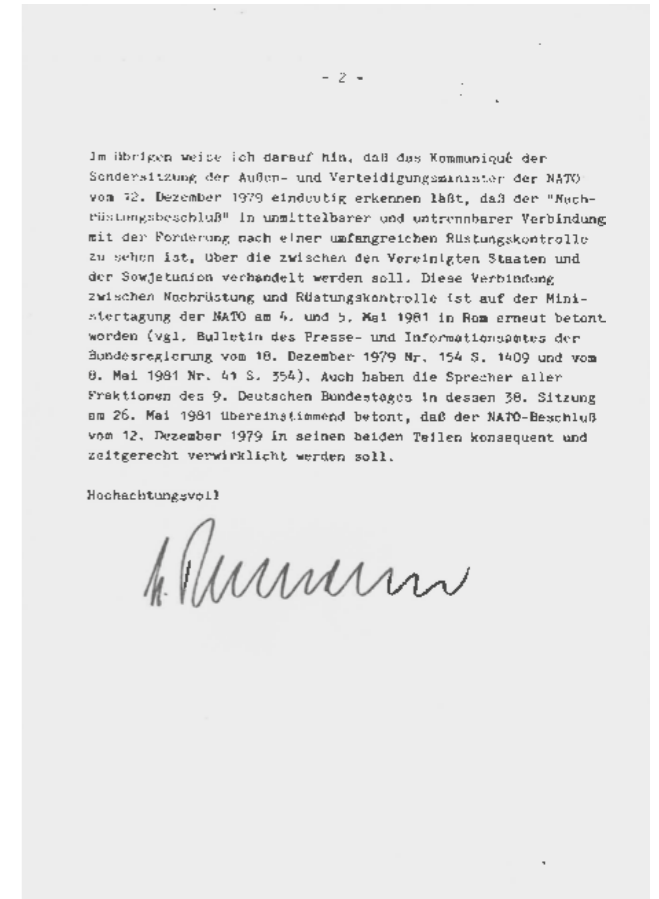 - 2 -
Im übrigen weise ich darauf hin, daß das Kommuniqué der
Sondersitzung der Außen- und Verteidigungsminister der NATO
vom 12. Dezember 1979 eindeutig erkennen läßt, daß der "Nach-
rüstungsbeschluß" in unmittelbarer und untrennbarer Verbindung
mit der Forderung nach einer umfangreichen Rüstungskontrolle
zu sehen ist, über die zwischen den Vereinigten Staaten und
der Sowjetunion verhandelt werden soll. Diese Verbindung
zwischen Nachrüstung und Rüstungskontrolle ist auf der Mini-
stertagung der NATO am 4. und 5. Mai 1981 in Rom erneut betont
worden (vgl. Bulletin des Presse- und Informationsamtes der
Bundesregierung vom 18. Dezember 1979 Nr. 154 S. 1409 und vom
8. Mai 1981 Nr. 41 S. 354). Auch haben die Sprecher aller
Fraktionen des 9. Deutschen Bundestages in dessen 38. Sitzung
am 26. Mai 1981 übereinstimmend betont, daß der NATO-Beschluß
vom 12. Dezember 1979 in seinen beiden Teilen konsequent und
zeitgerecht verwirklicht werden soll.
Hochachtungsvoll